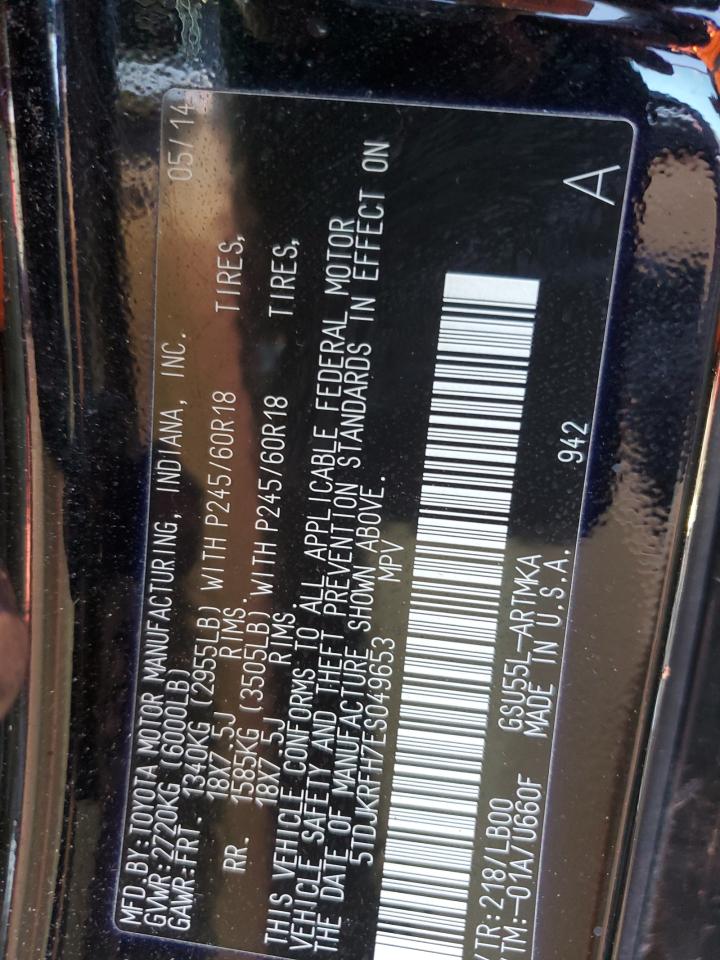 MFD. BY:TOYOTA MOTOR MANUFACTURING, INDIANA, INC. 05/14
GVWR:2720KG (6000LB)
GAWR:FRT. 1340KG (2955LB) WITH P245/60R18 TIRES,
18X7.5J RIMS.
RR. 1585KG (3505LB) WITH P245/60R18 TIRES,
18X7.5J RIMS
THIS VEHICLE CONFORMS TO ALL APPLICABLE FEDERAL MOTOR
VEHICLE SAFETY AND THEFT PREVENTION STANDARDS IN EFFECT ON
THE DATE OF MANUFACTURE SHOWN ABOVE.
5TDJKRFH7ES049653 MPV
/TR:218/LB00 GSU55L-ARTMKA
/TM:-01A/U660F MADE IN U.S.A. 942
A